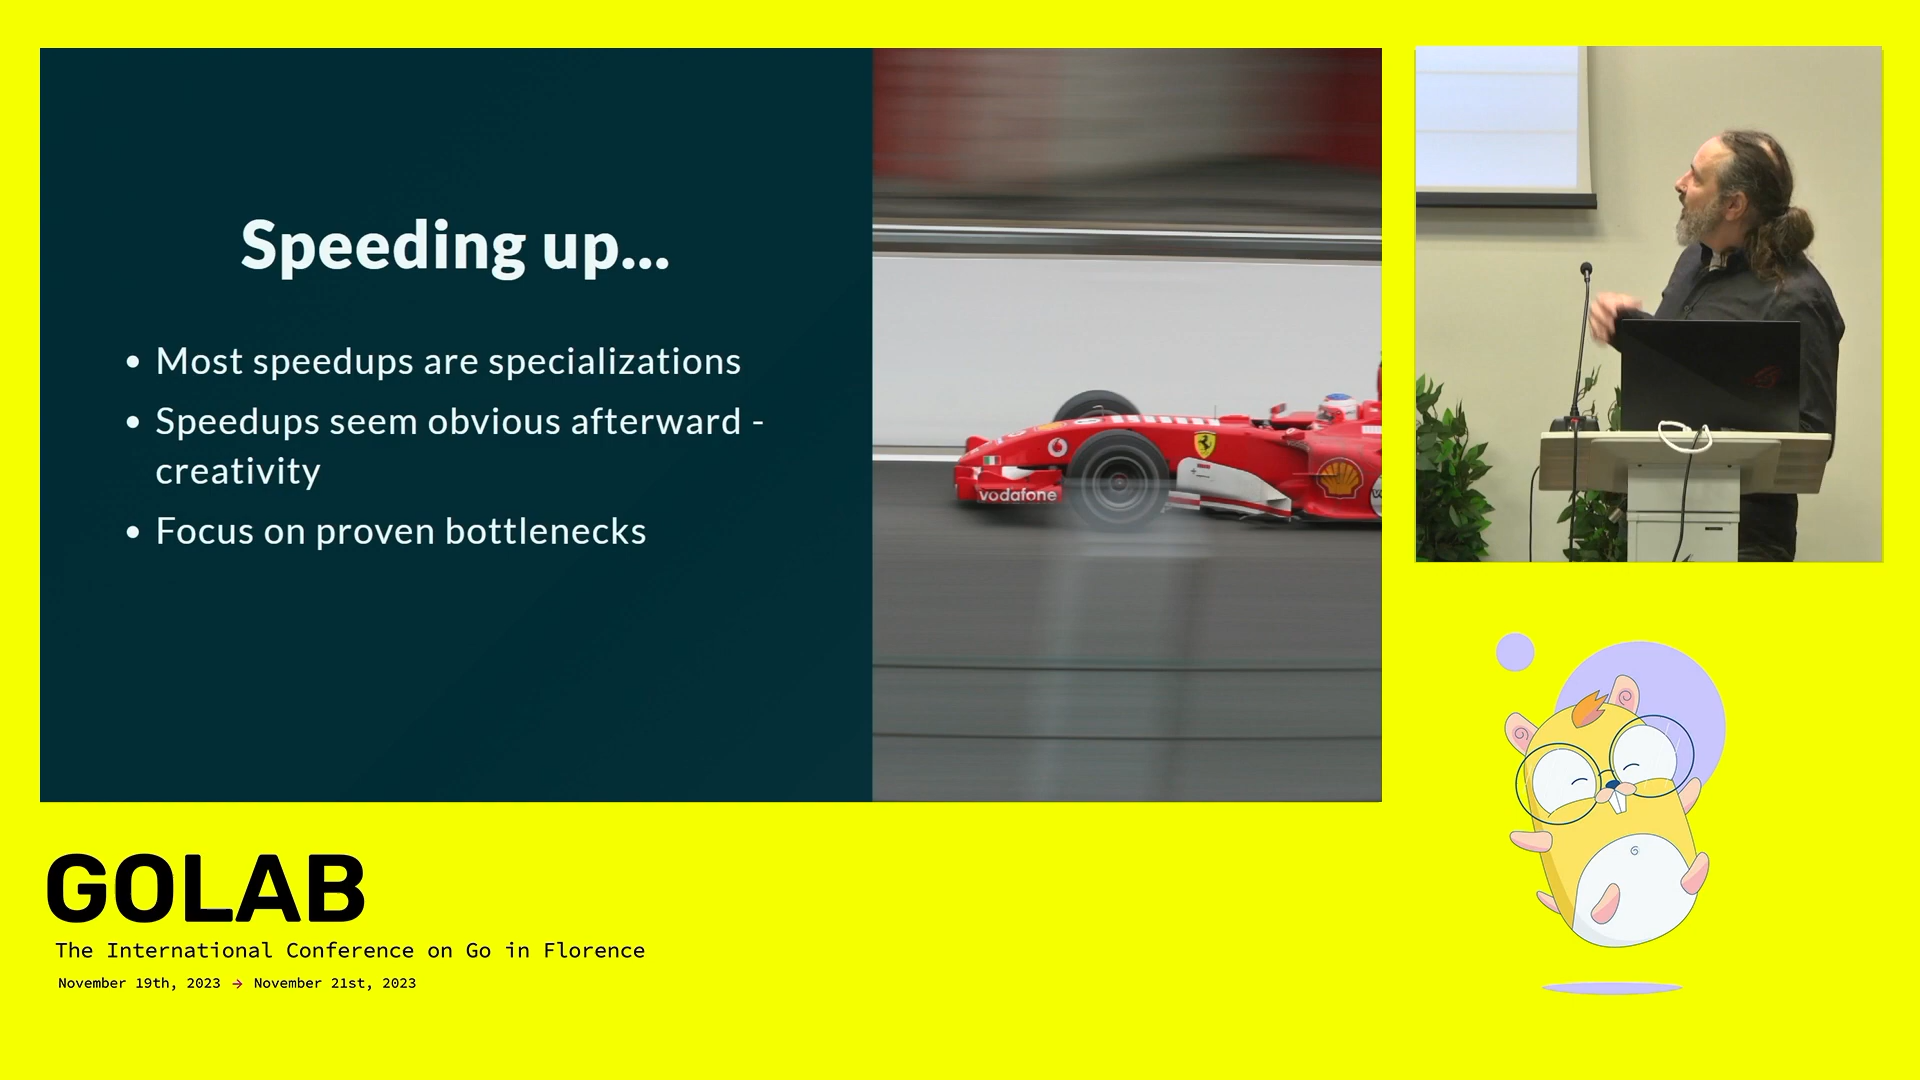 Speeding up...
• Most speedups are specializations
• Speedups seem obvious afterward -
creativity
• Focus on proven bottlenecks
vodafone
GOLAB
The International Conference on Go in Florence
November 19th, 2023 → November 21st, 2023